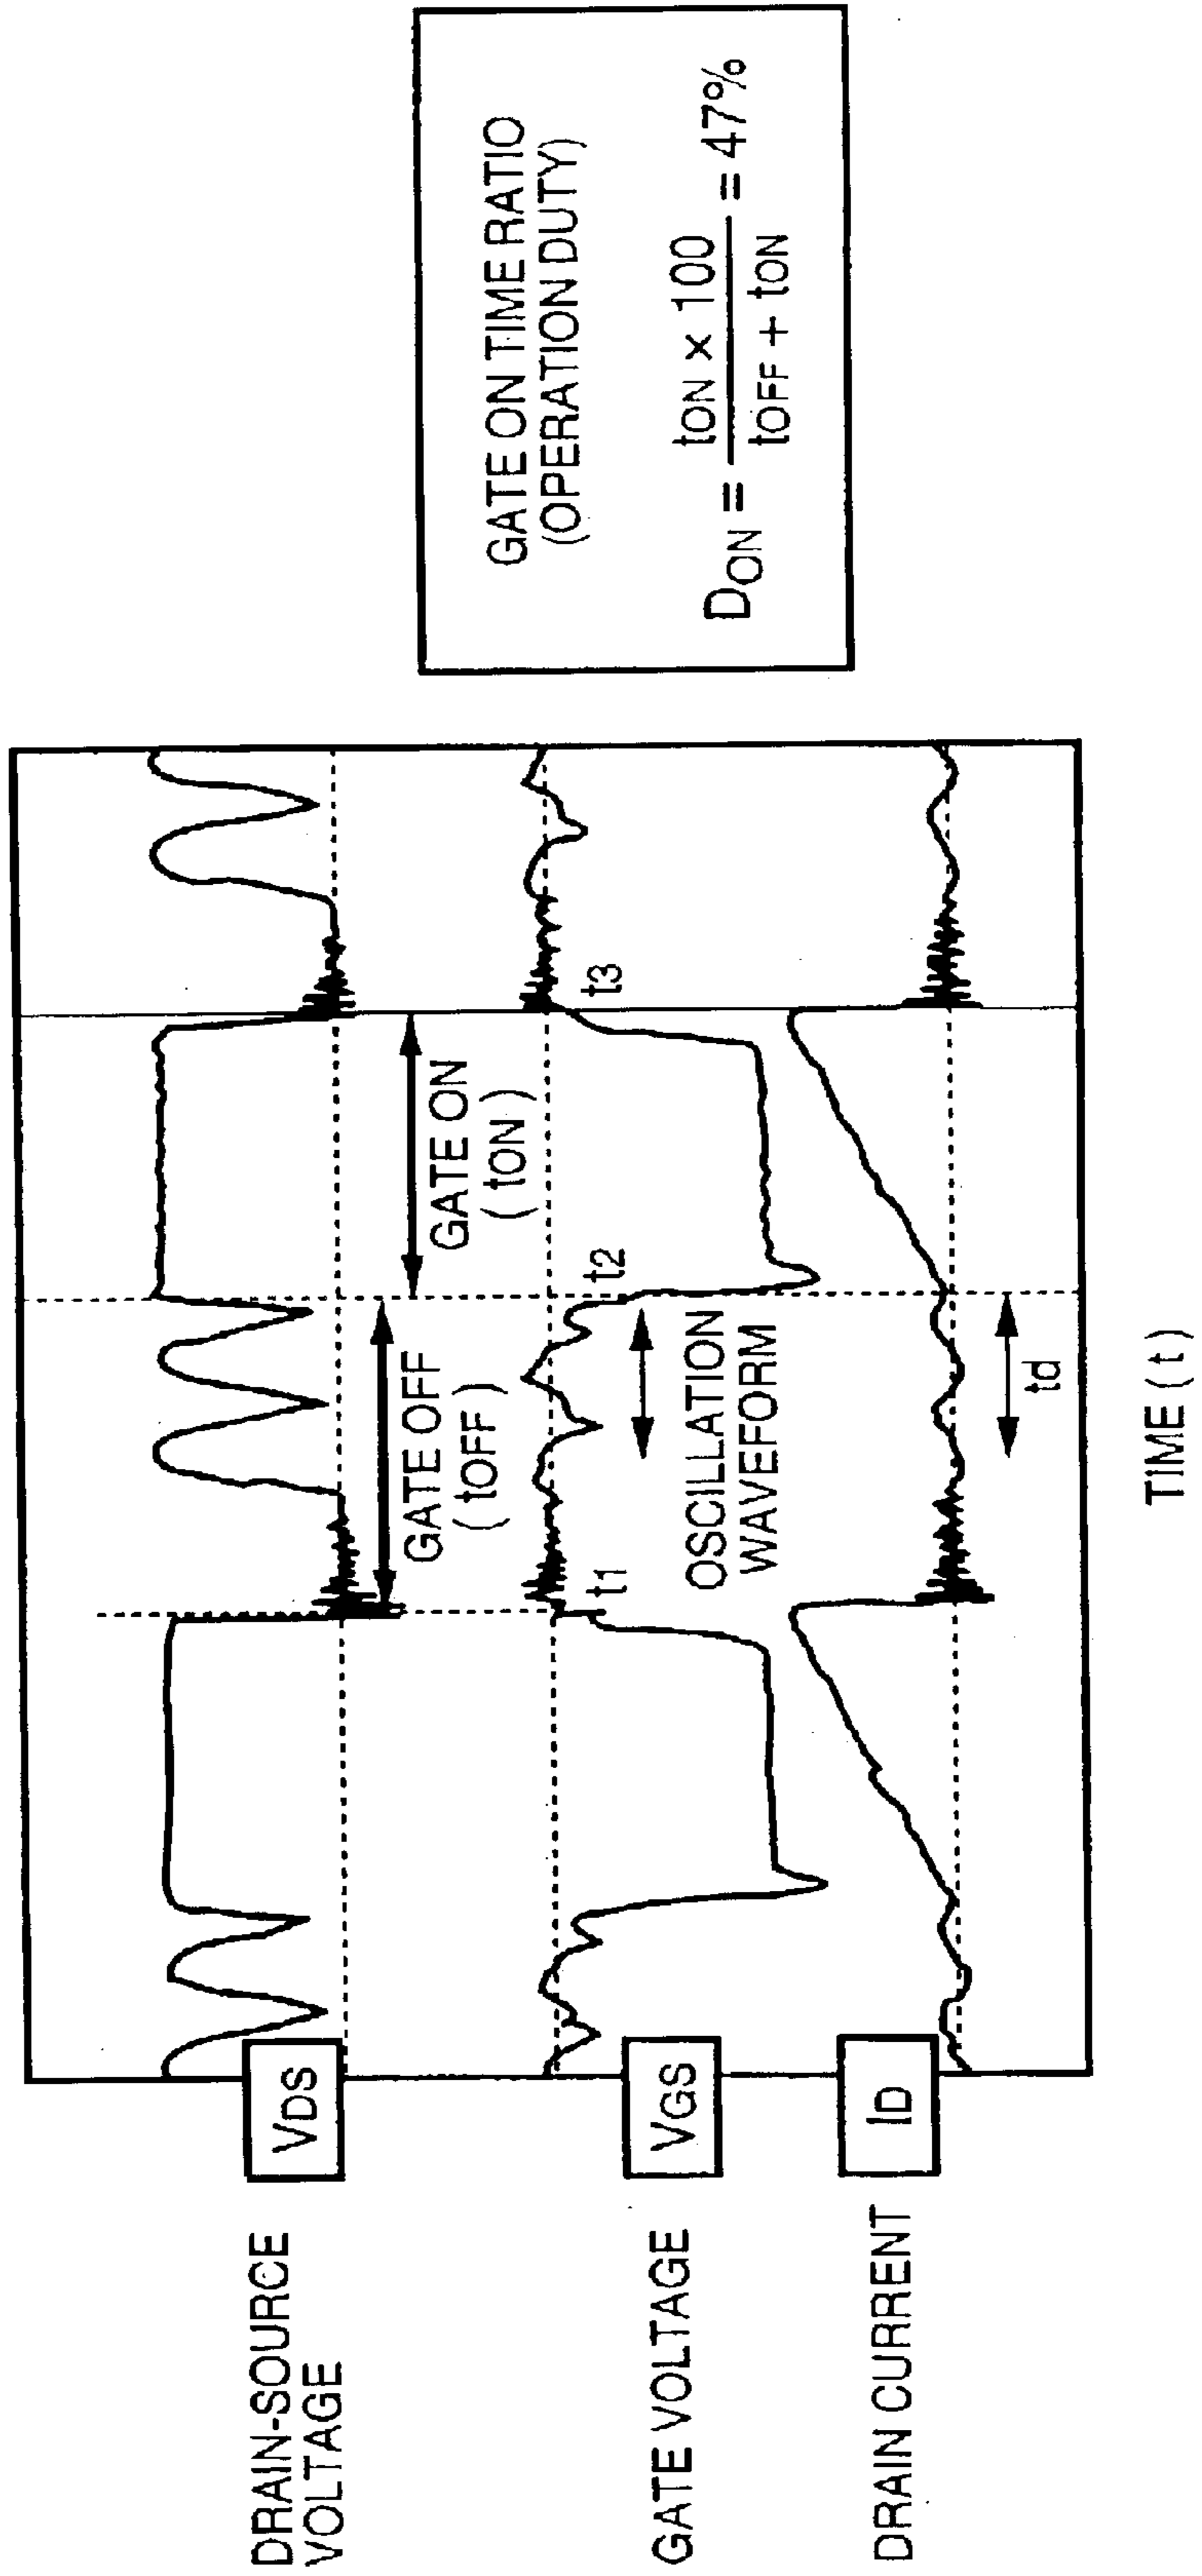 DRAIN-SOURCE
VOLTAGE
VDS
GATE OFF
( tOFF )
GATE ON
( tON )
GATE VOLTAGE
VGS
t1
t2
t3
OSCILLATION
WAVEFORM
DRAIN CURRENT
ID
td
TIME ( t )
GATE ON TIME RATIO
(OPERATION DUTY)
DON = tON × 100 / tOFF + tON = 47%